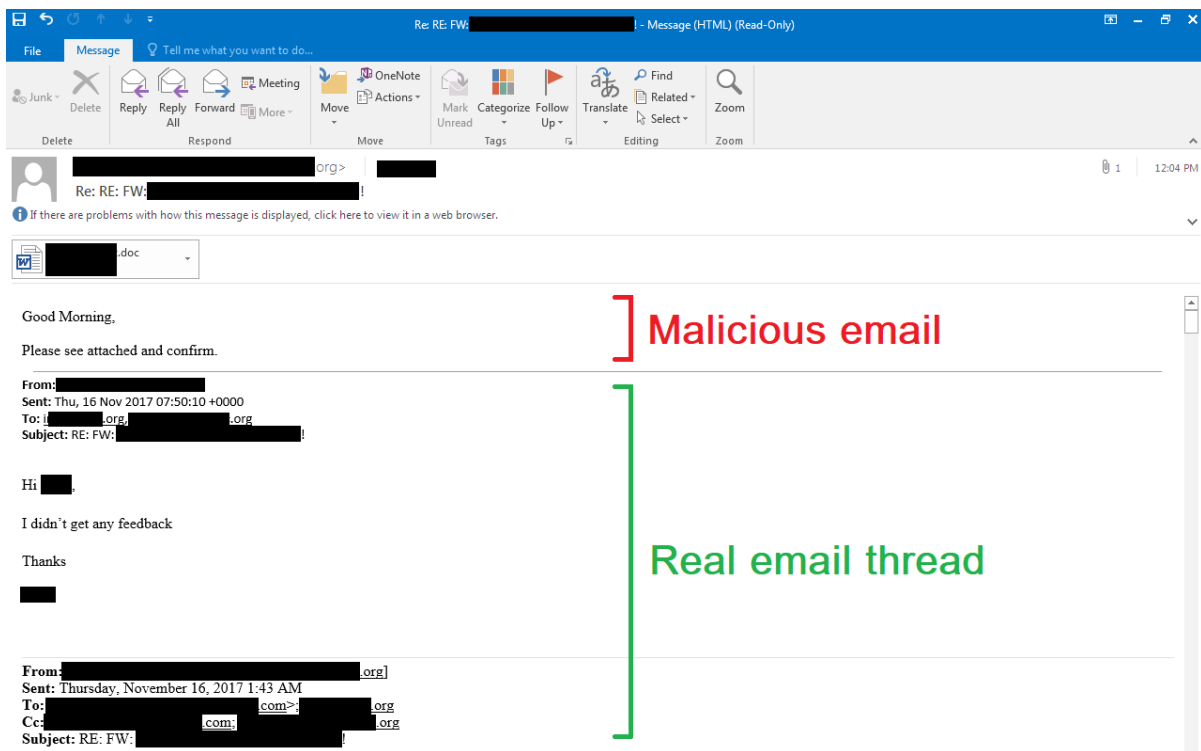 Re: RE: FW: ! - Message (HTML) (Read-Only)
File Message Tell me what you want to do...
Junk
Delete
Reply
Reply All
Forward
Meeting
More
Move
OneNote
Actions
Mark Unread
Categorize
Follow Up
Translate
Find
Related
Select
Zoom
Delete Respond Move Tags Editing Zoom
org>
1 12:04 PM
Re: RE: FW: !
If there are problems with how this message is displayed, click here to view it in a web browser.
.doc
Good Morning,
Please see attached and confirm.
Malicious email
From:
Sent: Thu, 16 Nov 2017 07:50:10 +0000
To: i .org, .org
Subject: RE: FW: !
Hi ,
I didn't get any feedback
Thanks
Real email thread
From: .org]
Sent: Thursday, November 16, 2017 1:43 AM
To: .com>; .org
Cc: .com; .org
Subject: RE: FW: !